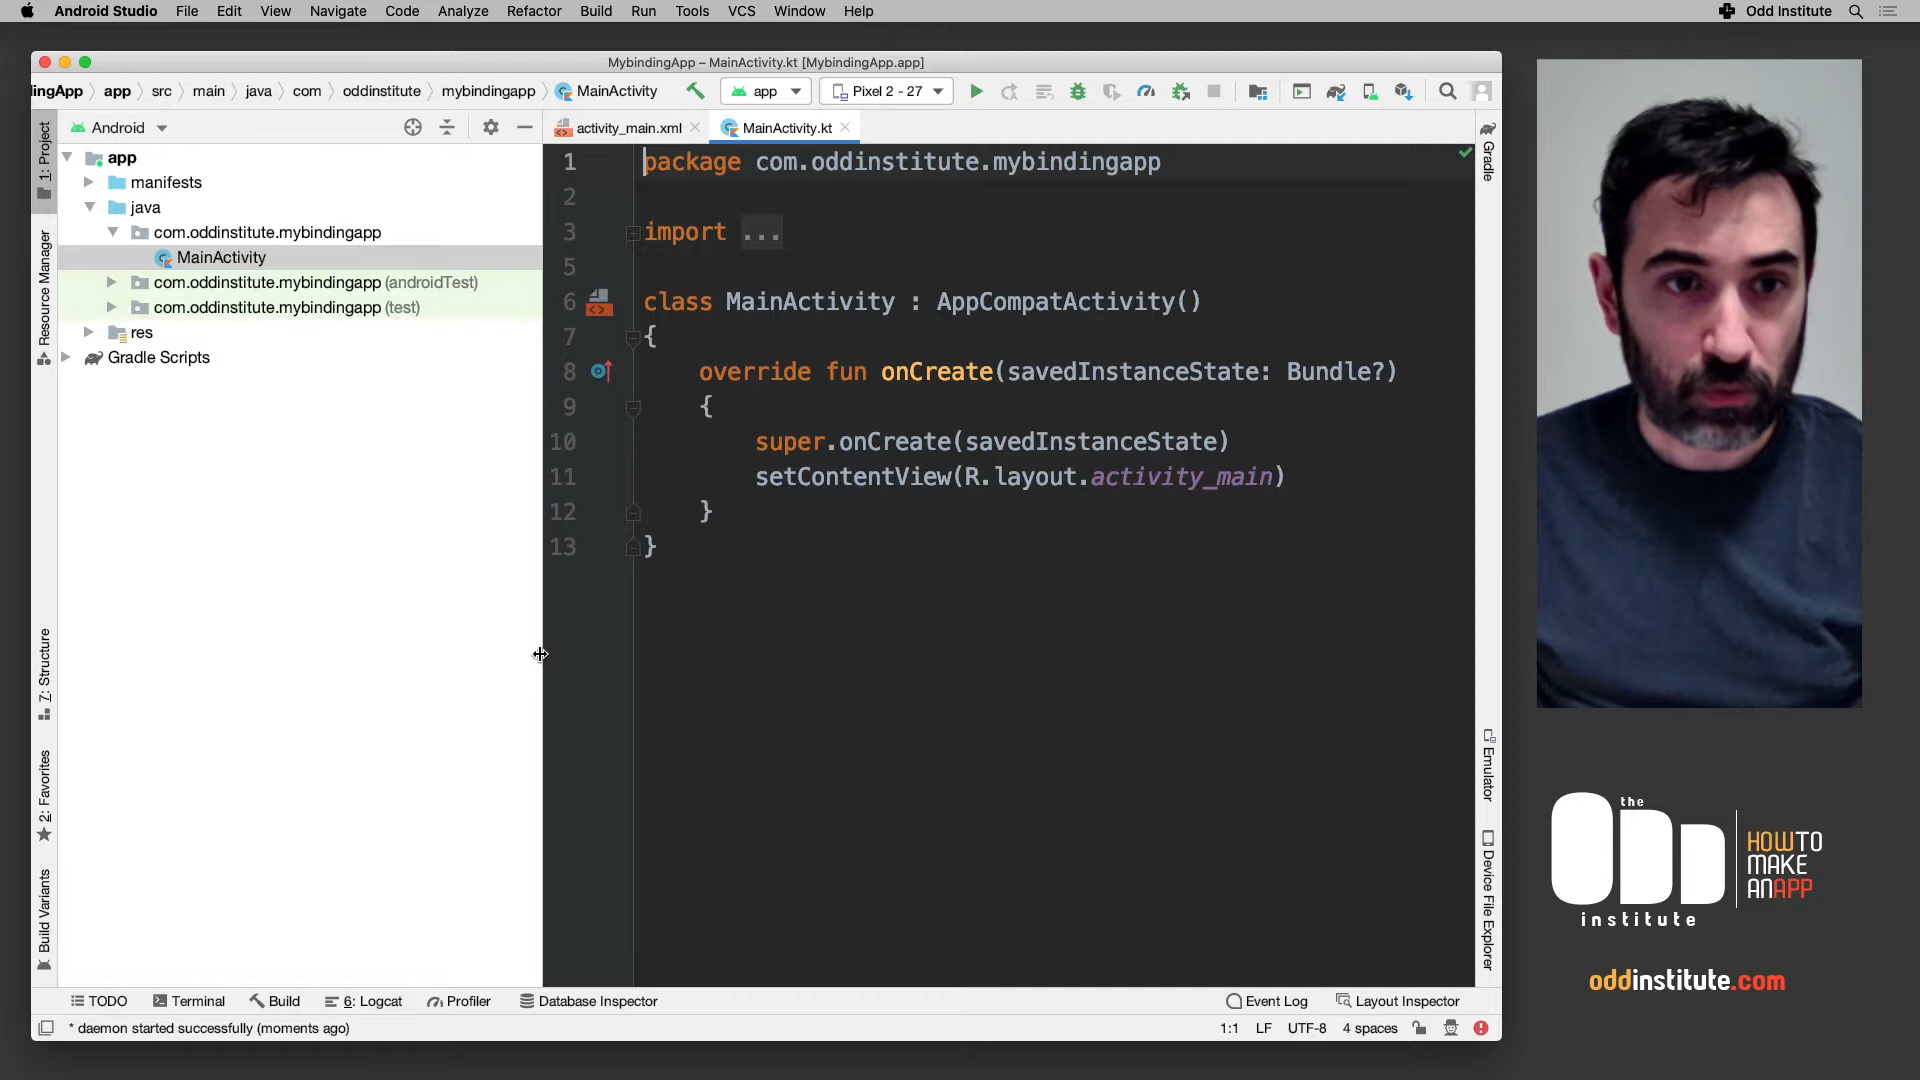 Android Studio File Edit View Navigate Code Analyze Refactor Build Run Tools VCS Window Help Odd Institute
MybindingApp – MainActivity.kt [MybindingApp.app]
dingApp app src main java com oddinstitute mybindingapp MainActivity app Pixel 2 - 27
1: Project
Resource Manager
7: Structure
2: Favorites
Build Variants
Android
app
manifests
java
com.oddinstitute.mybindingapp
MainActivity
com.oddinstitute.mybindingapp (androidTest)
com.oddinstitute.mybindingapp (test)
res
Gradle Scripts
activity_main.xml MainActivity.kt
1 package com.oddinstitute.mybindingapp
2
3 import ...
5
6 class MainActivity : AppCompatActivity()
7 {
8 override fun onCreate(savedInstanceState: Bundle?)
9 {
10 super.onCreate(savedInstanceState)
11 setContentView(R.layout.activity_main)
12 }
13 }
Gradle
Emulator
Device File Explorer
TODO Terminal Build 6: Logcat Profiler Database Inspector Event Log Layout Inspector
* daemon started successfully (moments ago) 1:1 LF UTF-8 4 spaces
the
ODD
institute
HOWTO
MAKE
ANAPP
oddinstitute.com